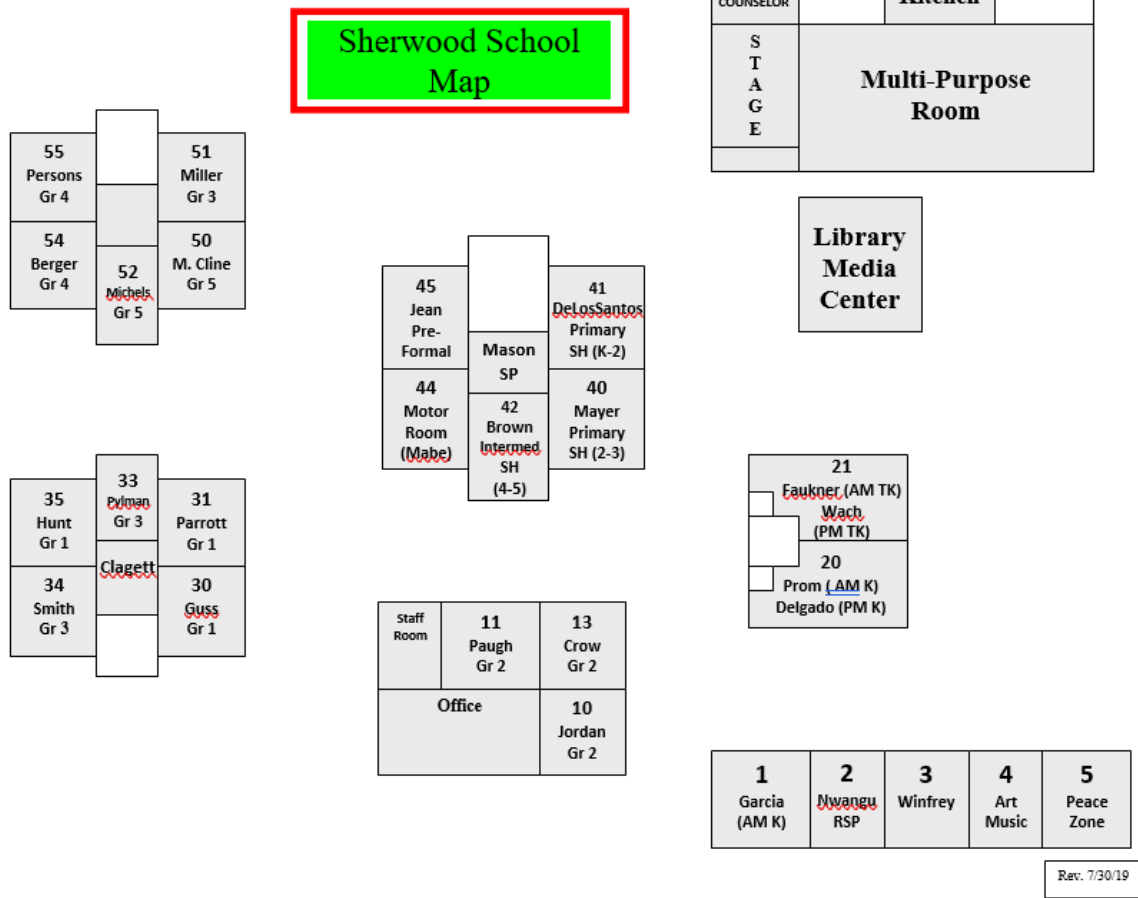 COUNSELOR
Kitchen
Sherwood School
Map
S
T
A
G
E
Multi-Purpose
Room
55
Persons
Gr 4
51
Miller
Gr 3
54
Berger
Gr 4
52
Michels
Gr 5
50
M. Cline
Gr 5
Library
Media
Center
45
Jean
Pre-
Formal
41
DeLosSantos
Primary
SH (K-2)
Mason
SP
44
Motor
Room
(Mabe)
42
Brown
Intermed
SH
(4-5)
40
Mayer
Primary
SH (2-3)
35
Hunt
Gr 1
33
Pylman
Gr 3
31
Parrott
Gr 1
Clagett
34
Smith
Gr 3
30
Guss
Gr 1
21
Faukner (AM TK)
Wach
(PM TK)
20
Prom ( AM K)
Delgado (PM K)
Staff
Room
11
Paugh
Gr 2
13
Crow
Gr 2
Office
10
Jordan
Gr 2
1
Garcia
(AM K)
2
Nwangu
RSP
3
Winfrey
4
Art
Music
5
Peace
Zone
Rev. 7/30/19